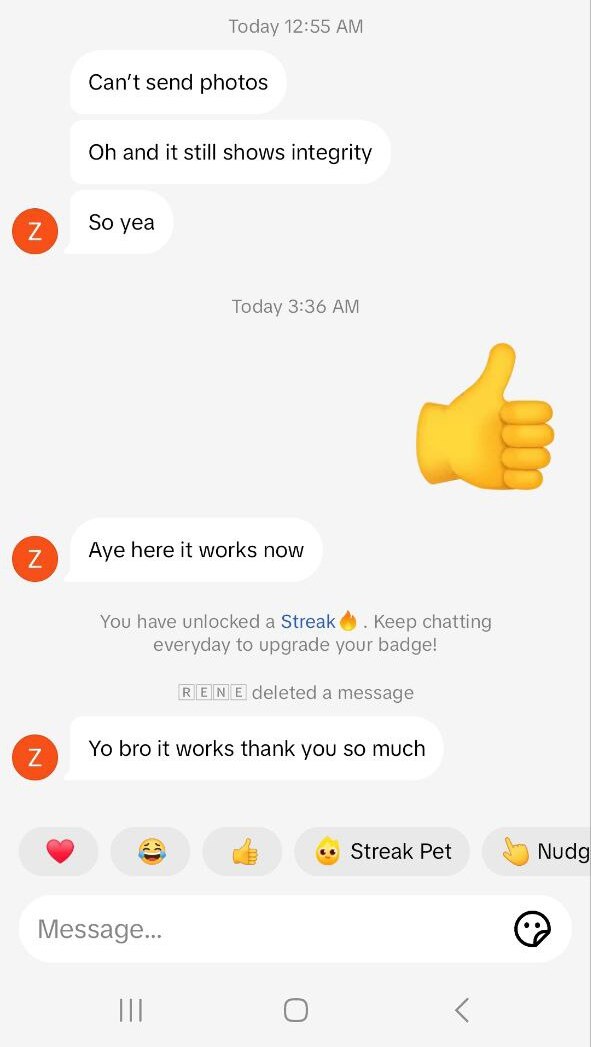 Today 12:55 AM
Can't send photos
Oh and it still shows integrity
So yea
Z
Today 3:36 AM
Aye here it works now
Z
You have unlocked a Streak🔥. Keep chatting
everyday to upgrade your badge!
🅁🄴🄽🄴 deleted a message
Yo bro it works thank you so much
Z
Streak Pet
Nudg
Message...